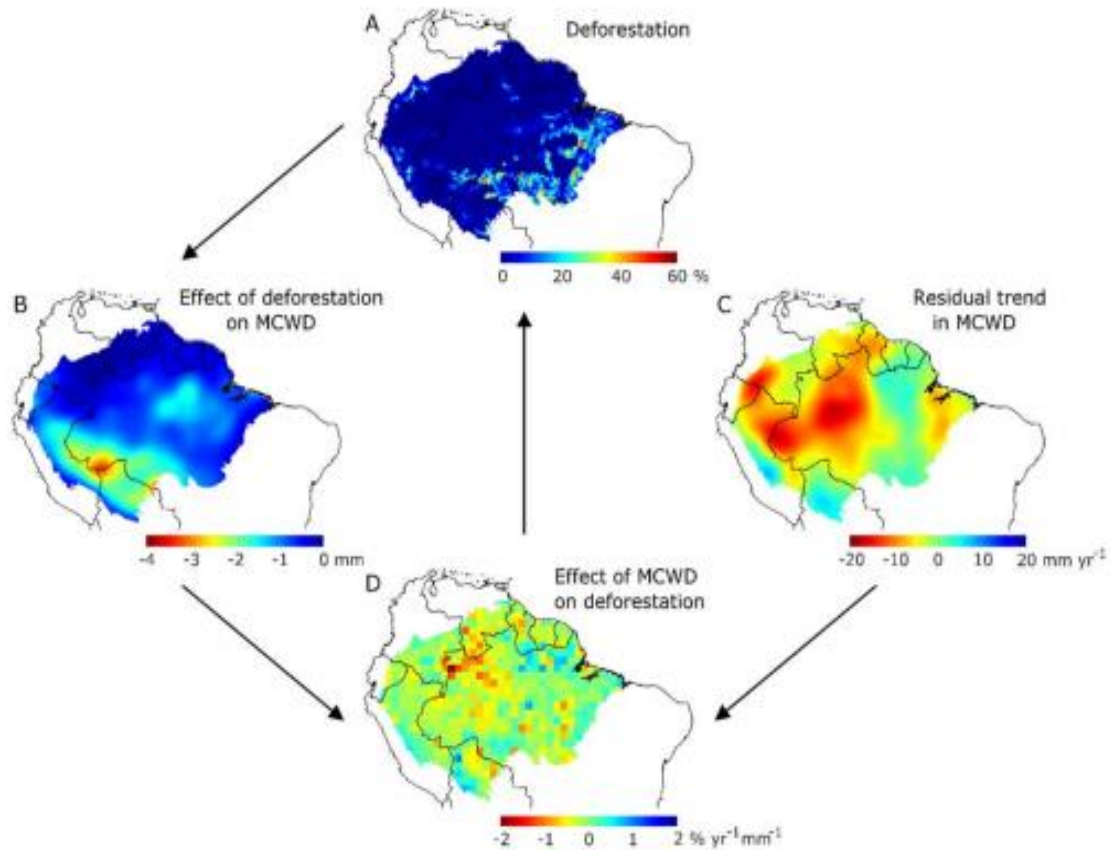 A
Deforestation
0 20 40 60 %
B
Effect of deforestation
on MCWD
-4 -3 -2 -1 0 mm
C
Residual trend
in MCWD
-20 -10 0 10 20 mm yr⁻¹
D
Effect of MCWD
on deforestation
-2 -1 0 1 2 % yr⁻¹mm⁻¹